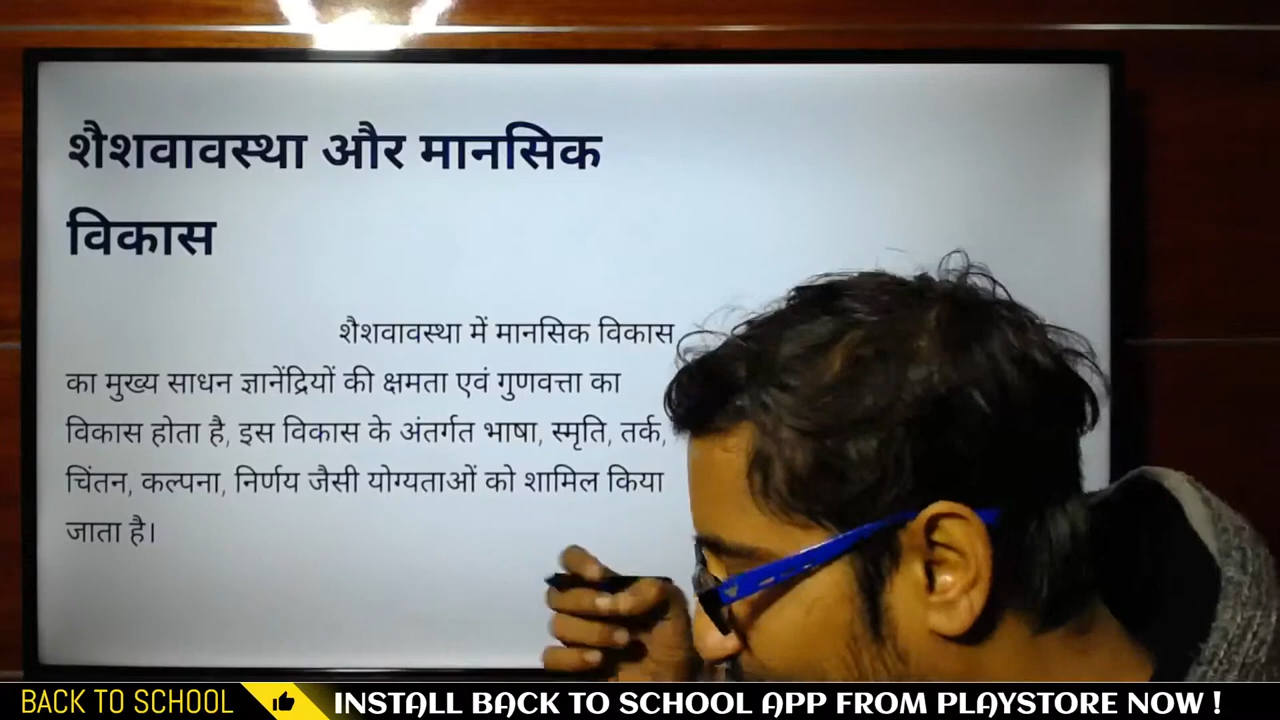 शैशवावस्था और मानसिक
विकास
शैशवावस्था में मानसिक विकास
का मुख्य साधन ज्ञानेंद्रियों की क्षमता एवं गुणवत्ता का
विकास होता है, इस विकास के अंतर्गत भाषा, स्मृति, तर्क,
चिंतन, कल्पना, निर्णय जैसी योग्यताओं को शामिल किया
जाता है।
BACK TO SCHOOL INSTALL BACK TO SCHOOL APP FROM PLAYSTORE NOW !